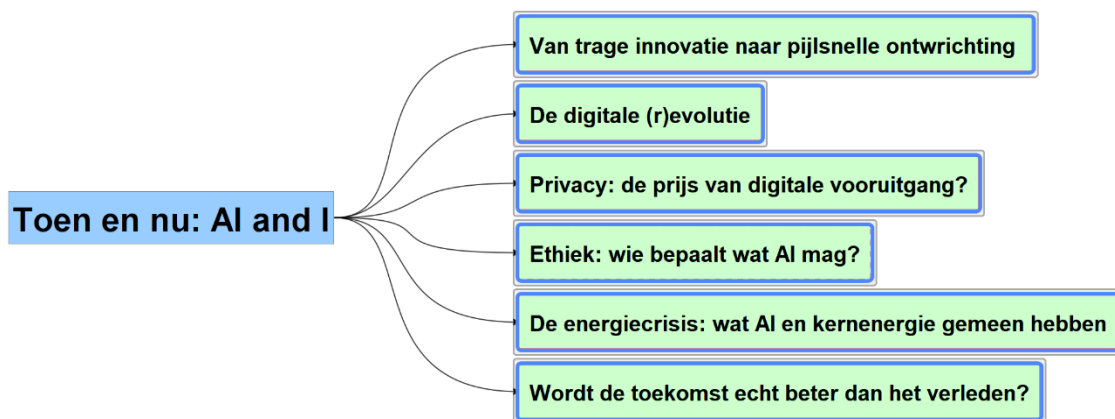 Van trage innovatie naar pijlsnelle ontwrichting
De digitale (r)evolutie
Privacy: de prijs van digitale vooruitgang?
Toen en nu: AI and I
Ethiek: wie bepaalt wat AI mag?
De energiecrisis: wat AI en kernenergie gemeen hebben
Wordt de toekomst echt beter dan het verleden?